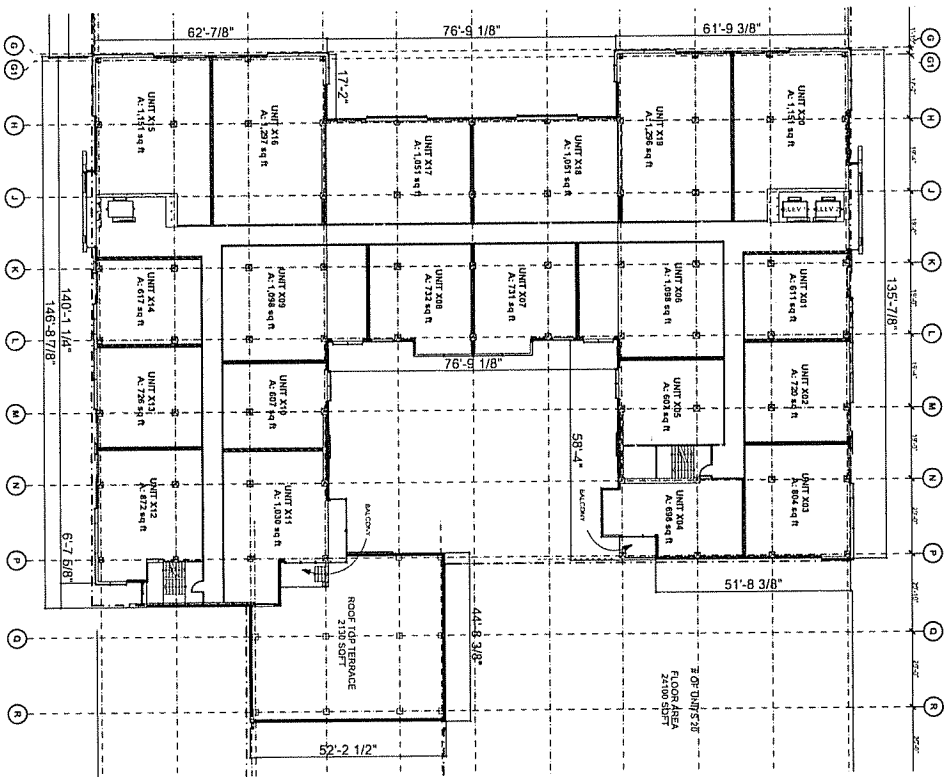 62'-7/8"
76'-9 1/8"
61'-9 3/8"
G
G1
H
J
K
L
M
N
P
Q
R
G
G1
H
J
K
L
M
N
P
Q
R
17'-2"
UNIT X15
A: 1,151 sq ft
UNIT X16
A: 1,297 sq ft
UNIT X17
A: 1,051 sq ft
UNIT X18
A: 1,051 sq ft
UNIT X19
A: 1,296 sq ft
UNIT X20
A: 1,151 sq ft
UNIT X14
A: 617 sq ft
UNIT X09
A: 1,098 sq ft
UNIT X08
A: 732 sq ft
UNIT X07
A: 731 sq ft
UNIT X06
A: 1,098 sq ft
UNIT X01
A: 611 sq ft
140'-1 1/4"
146'-8 7/8"
135'-7/8"
76'-9 1/8"
UNIT X13
A: 726 sq ft
UNIT X10
A: 607 sq ft
UNIT X05
UNIT X02
A: 720 sq ft
58'-4"
UNIT X12
A: 872 sq ft
UNIT X11
A: 1,030 sq ft
BALCONY
BALCONY
UNIT X04
A: 696 sq ft
UNIT X03
A: 804 sq ft
6'-7 5/8"
51'-8 3/8"
ROOF TOP TERRACE
2130 SQFT
44'-8 3/8"
# OF UNITS 20
FLOOR AREA
24100 SQFT
52'-2 1/2"